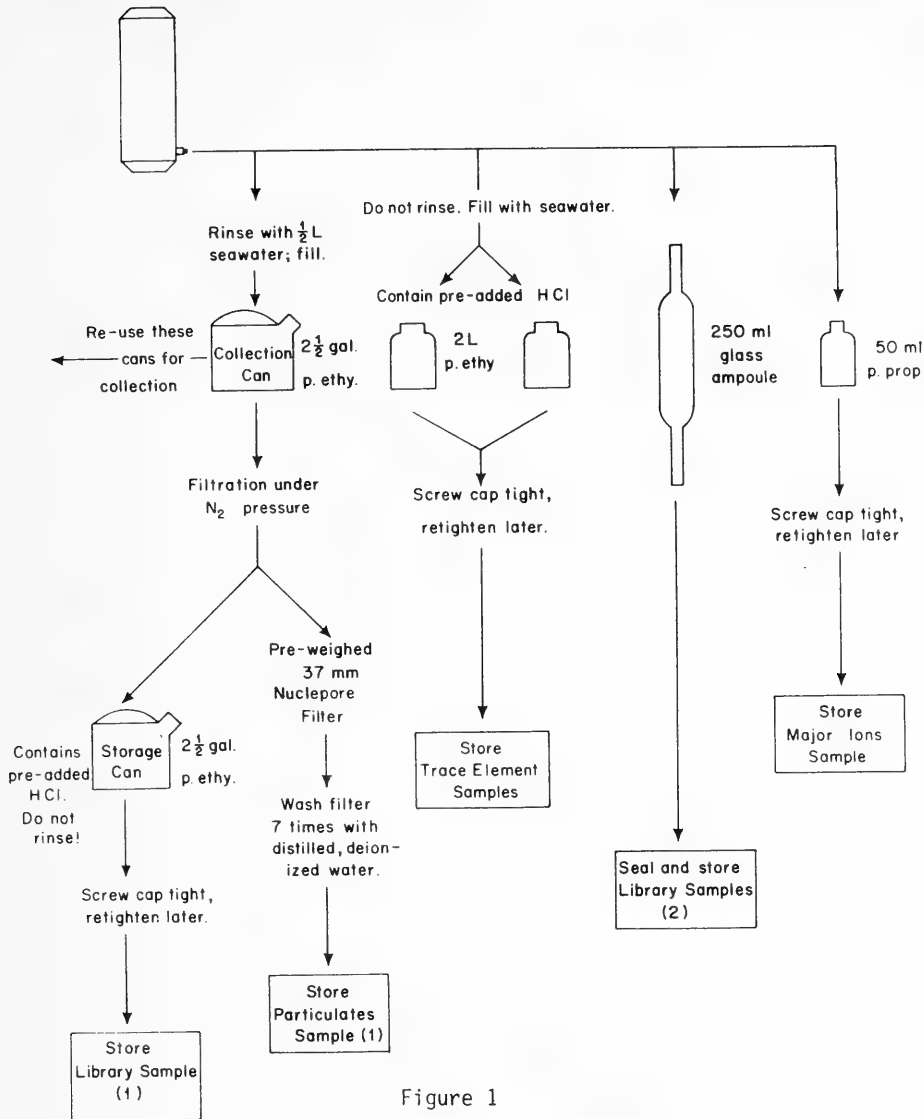 Rinse with ½ L
seawater; fill.
Do not rinse. Fill with seawater.
Contain pre-added HCl
Re-use these
cans for
collection
Collection
Can
2½ gal.
p. ethy.
2L
p. ethy
250 ml
glass
ampoule
50 ml
p. prop
Filtration under
N₂ pressure
Screw cap tight,
retighten later.
Screw cap tight,
retighten later
Pre-weighed
37 mm
Nuclepore
Filter
Contains
pre-added
HCl.
Do not
rinse!
Storage
Can
2½ gal.
p. ethy.
Wash filter
7 times with
distilled, deion-
ized water.
Store
Trace Element
Samples
Store
Major Ions
Sample
Screw cap tight,
retighten later.
Seal and store
Library Samples
(2)
Store
Particulates
Sample (1)
Store
Library Sample
(1)
Figure 1